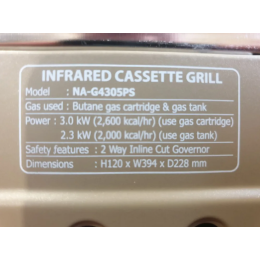 INFRARED CASSETTE GRILL
Model : NA-G4305PS
Gas used : Butane gas cartridge & gas tank
Power : 3.0 kW (2,600 kcal/hr) (use gas cartridge)
2.3 kW (2,000 kcal/hr) (use gas tank)
Safety features : 2 Way Inline Cut Governor
Dimensions : H120 x W394 x D228 mm